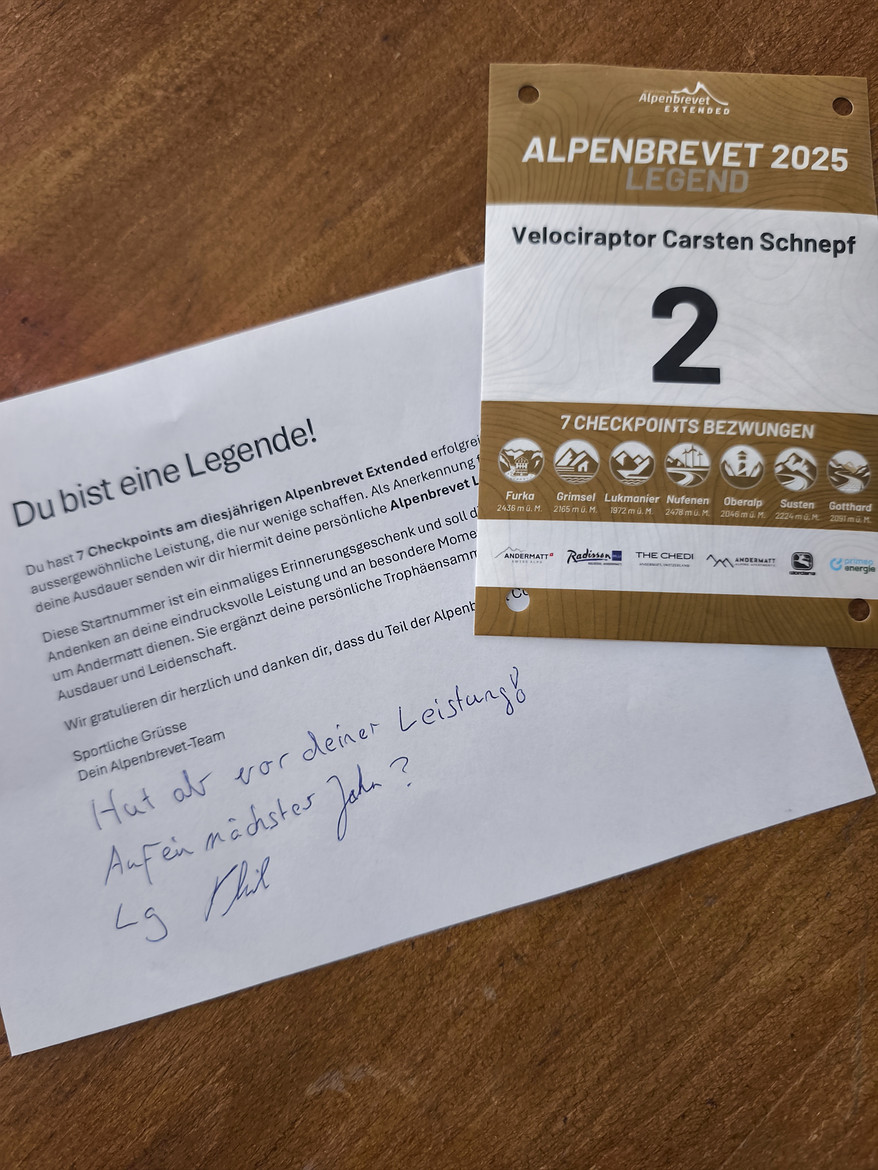 Alpenbrevet
EXTENDED
ALPENBREVET 2025
LEGEND
Velociraptor Carsten Schnepf
2
7 CHECKPOINTS BEZWUNGEN
Furka Grimsel Lukmanier Nufenen Oberalp Susten Gotthard
2436 m ü. M. 2165 m ü. M. 1972 m ü. M. 2478 m ü. M. 2046 m ü. M. 2224 m ü. M. 2091 m ü. M.
ANDERMATT Radisson BLU THE CHEDI ANDERMATT primeo
energie
Du bist eine Legende!
Du hast 7 Checkpoints am diesjährigen Alpenbrevet Extended erfolgrei
aussergewöhnliche Leistung, die nur wenige schaffen. Als Anerkennung f
deine Ausdauer senden wir dir hiermit deine persönliche Alpenbrevet L
Diese Startnummer ist ein einmaliges Erinnerungsgeschenk und soll d
Andenken an deine eindrucksvolle Leistung und an besondere Mome
um Andermatt dienen. Sie ergänzt deine persönliche Trophäensamm
Ausdauer und Leidenschaft.
Wir gratulieren dir herzlich und danken dir, dass du Teil der Alpenb
Sportliche Grüsse
Dein Alpenbrevet-Team
Hut ab vor deiner Leistung!
Auf ein nächstes Jahr?
Lg Phil